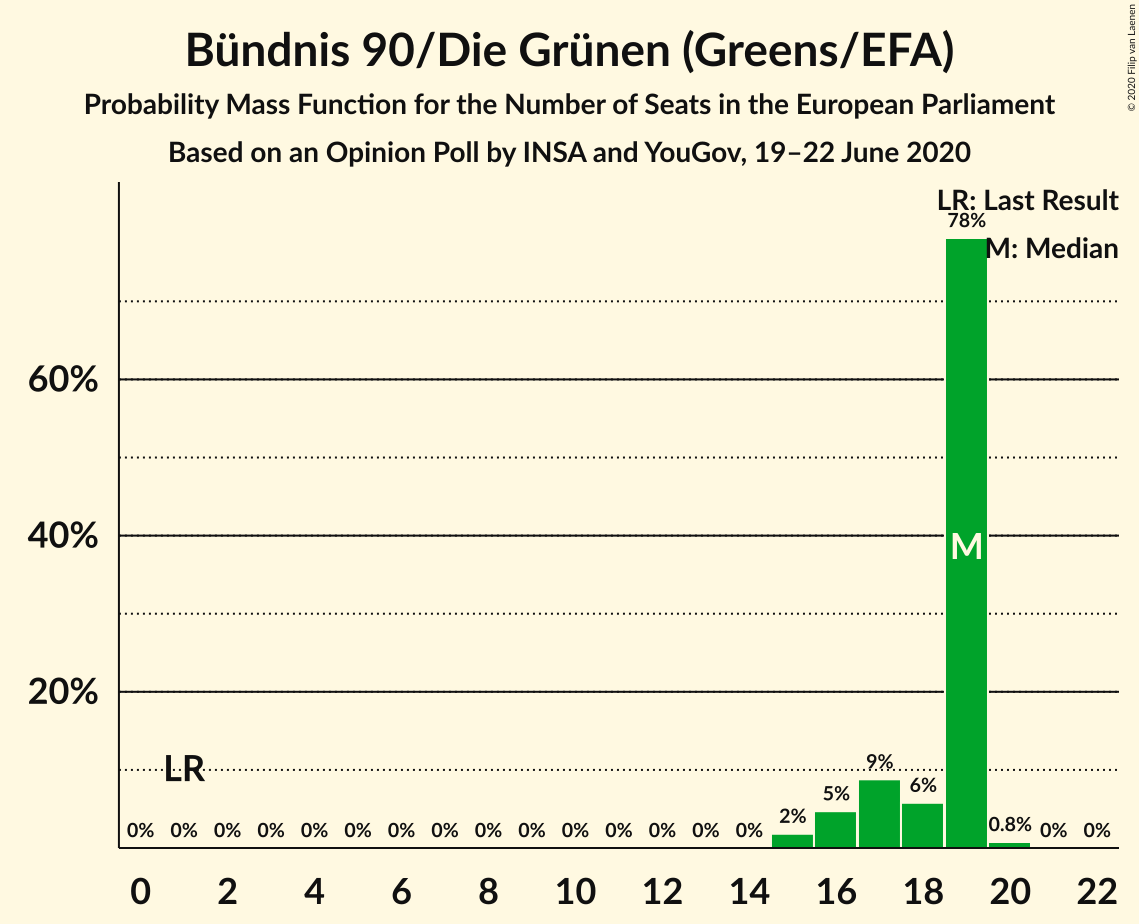 Bündnis 90/Die Grünen (Greens/EFA)
Probability Mass Function for the Number of Seats in the European Parliament
Based on an Opinion Poll by INSA and YouGov, 19–22 June 2020
© 2020 Filip van Laenen
LR: Last Result
78%
M: Median
60%
40%
M
20%
LR
9%
6%
5%
2%
0.8%
0% 0% 0% 0% 0% 0% 0% 0% 0% 0% 0% 0% 0% 0% 0% 0% 0%
0 2 4 6 8 10 12 14 16 18 20 22